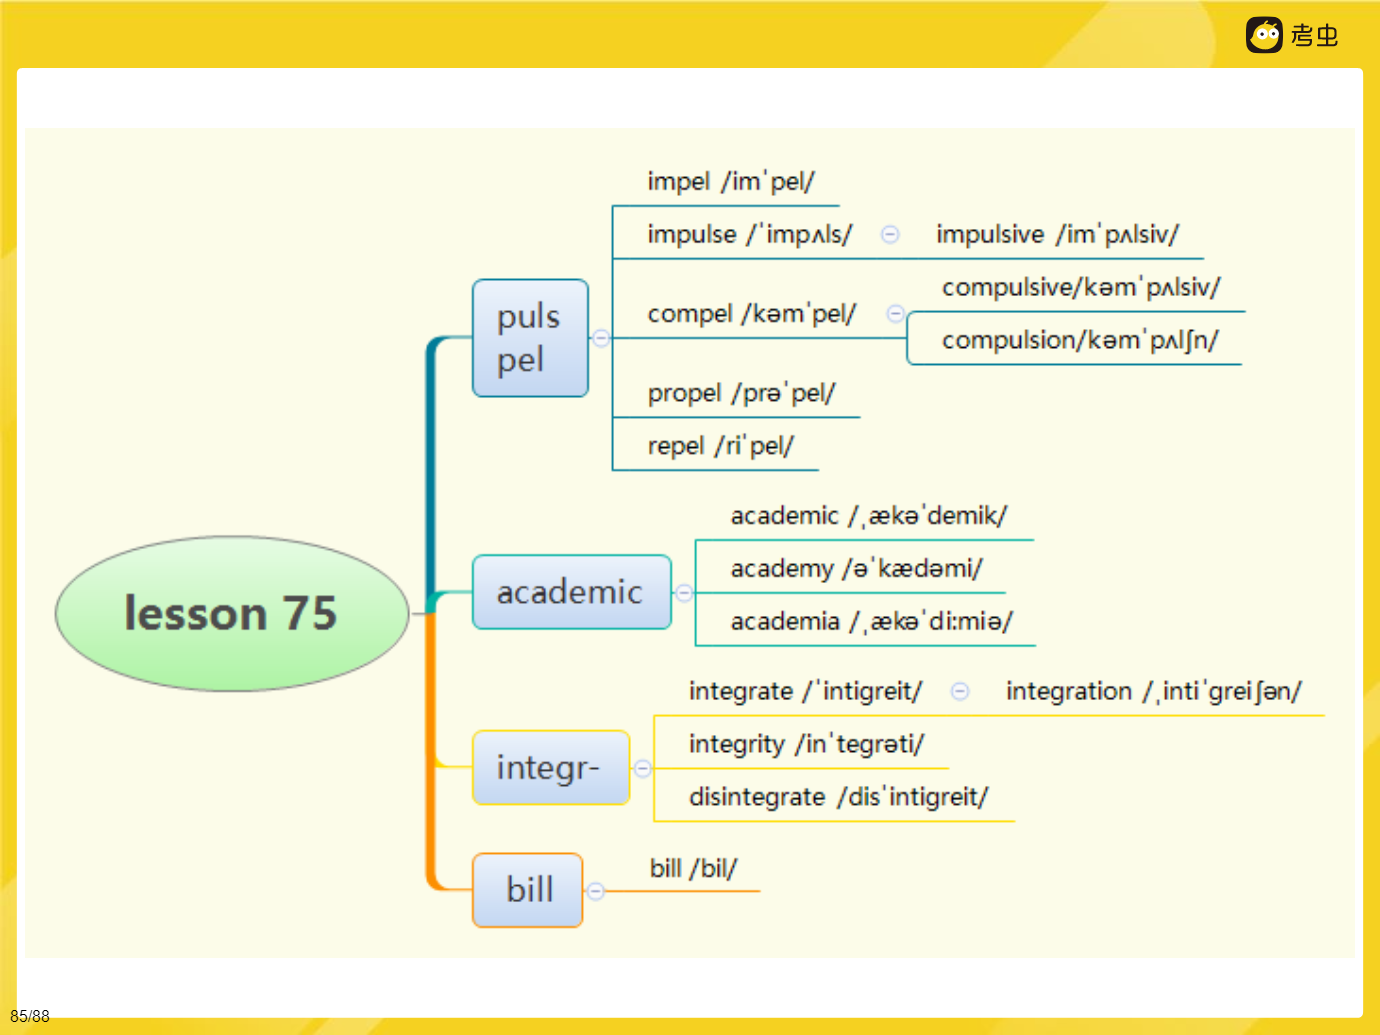 考虫
impel /imˈpel/
impulse /ˈimpʌls/
impulsive /imˈpʌlsiv/
puls
pel
compel /kəmˈpel/
compulsive/kəmˈpʌlsiv/
compulsion/kəmˈpʌlʃn/
propel /prəˈpel/
repel /riˈpel/
lesson 75
academic
academic /ˌækəˈdemik/
academy /əˈkædəmi/
academia /ˌækəˈdi:miə/
integr-
integrate /ˈintigreit/
integration /ˌintiˈgreiʃən/
integrity /inˈtegrəti/
disintegrate /disˈintigreit/
bill
bill /bil/
85/88